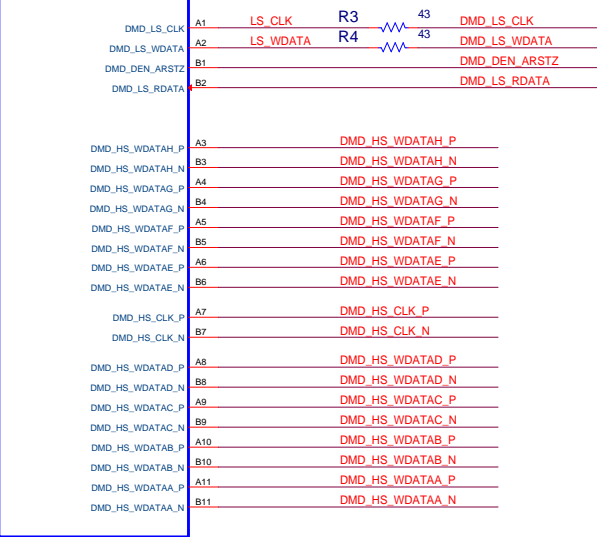 DMD_LS_CLK A1 LS_CLK R3 43 DMD_LS_CLK
DMD_LS_WDATA A2 LS_WDATA R4 43 DMD_LS_WDATA
DMD_DEN_ARSTZ B1 DMD_DEN_ARSTZ
DMD_LS_RDATA B2 DMD_LS_RDATA
DMD_HS_WDATAH_P A3 DMD_HS_WDATAH_P
DMD_HS_WDATAH_N B3 DMD_HS_WDATAH_N
DMD_HS_WDATAG_P A4 DMD_HS_WDATAG_P
DMD_HS_WDATAG_N B4 DMD_HS_WDATAG_N
DMD_HS_WDATAF_P A5 DMD_HS_WDATAF_P
DMD_HS_WDATAF_N B5 DMD_HS_WDATAF_N
DMD_HS_WDATAE_P A6 DMD_HS_WDATAE_P
DMD_HS_WDATAE_N B6 DMD_HS_WDATAE_N
DMD_HS_CLK_P A7 DMD_HS_CLK_P
DMD_HS_CLK_N B7 DMD_HS_CLK_N
DMD_HS_WDATAD_P A8 DMD_HS_WDATAD_P
DMD_HS_WDATAD_N B8 DMD_HS_WDATAD_N
DMD_HS_WDATAC_P A9 DMD_HS_WDATAC_P
DMD_HS_WDATAC_N B9 DMD_HS_WDATAC_N
DMD_HS_WDATAB_P A10 DMD_HS_WDATAB_P
DMD_HS_WDATAB_N B10 DMD_HS_WDATAB_N
DMD_HS_WDATAA_P A11 DMD_HS_WDATAA_P
DMD_HS_WDATAA_N B11 DMD_HS_WDATAA_N